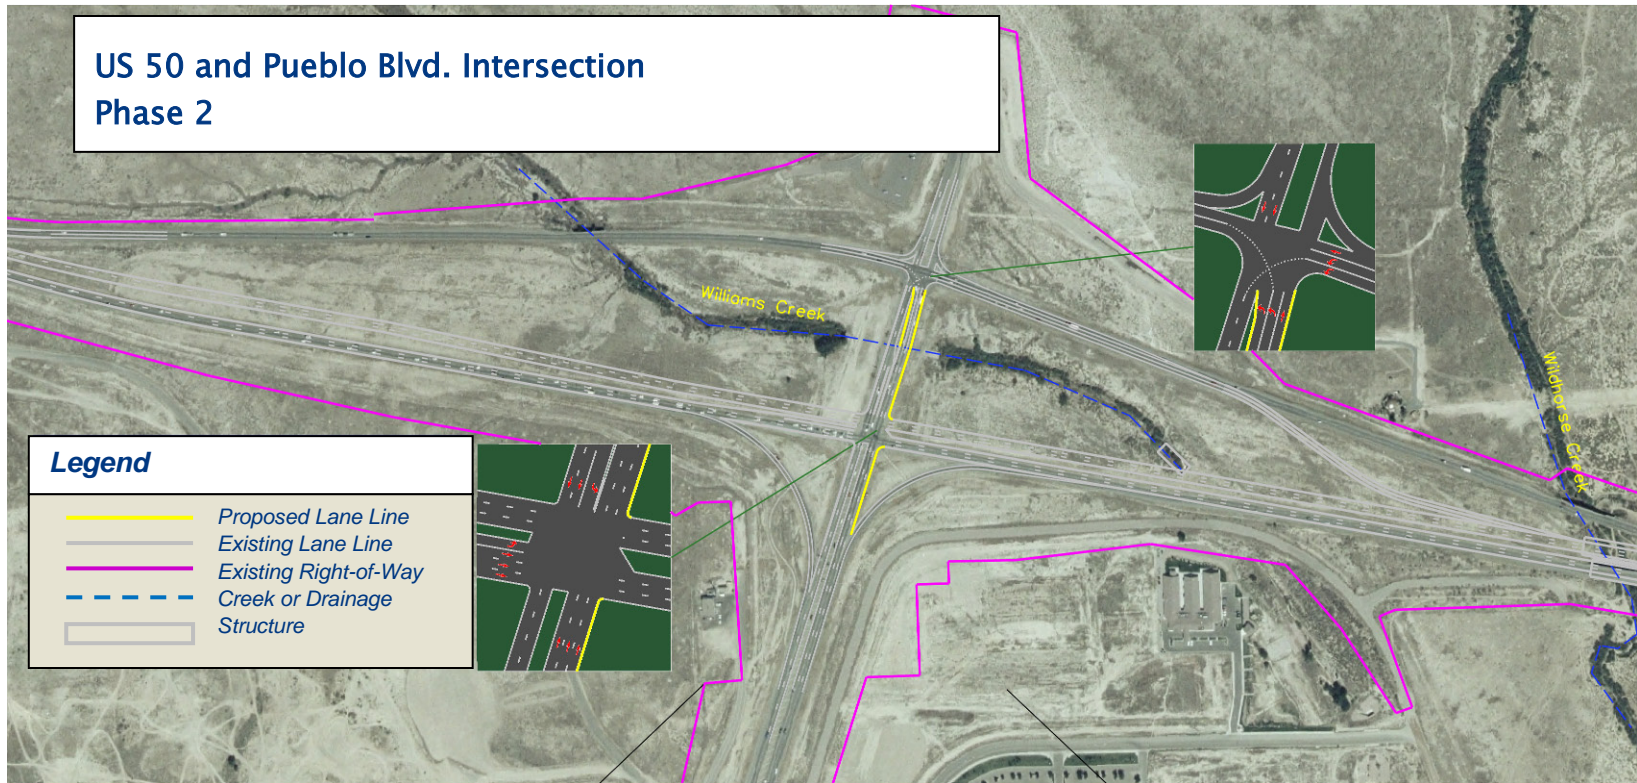 US 50 and Pueblo Blvd. Intersection
Phase 2
Williams Creek
Wildhorse Creek
Legend
Proposed Lane Line
Existing Lane Line
Existing Right-of-Way
Creek or Drainage
Structure